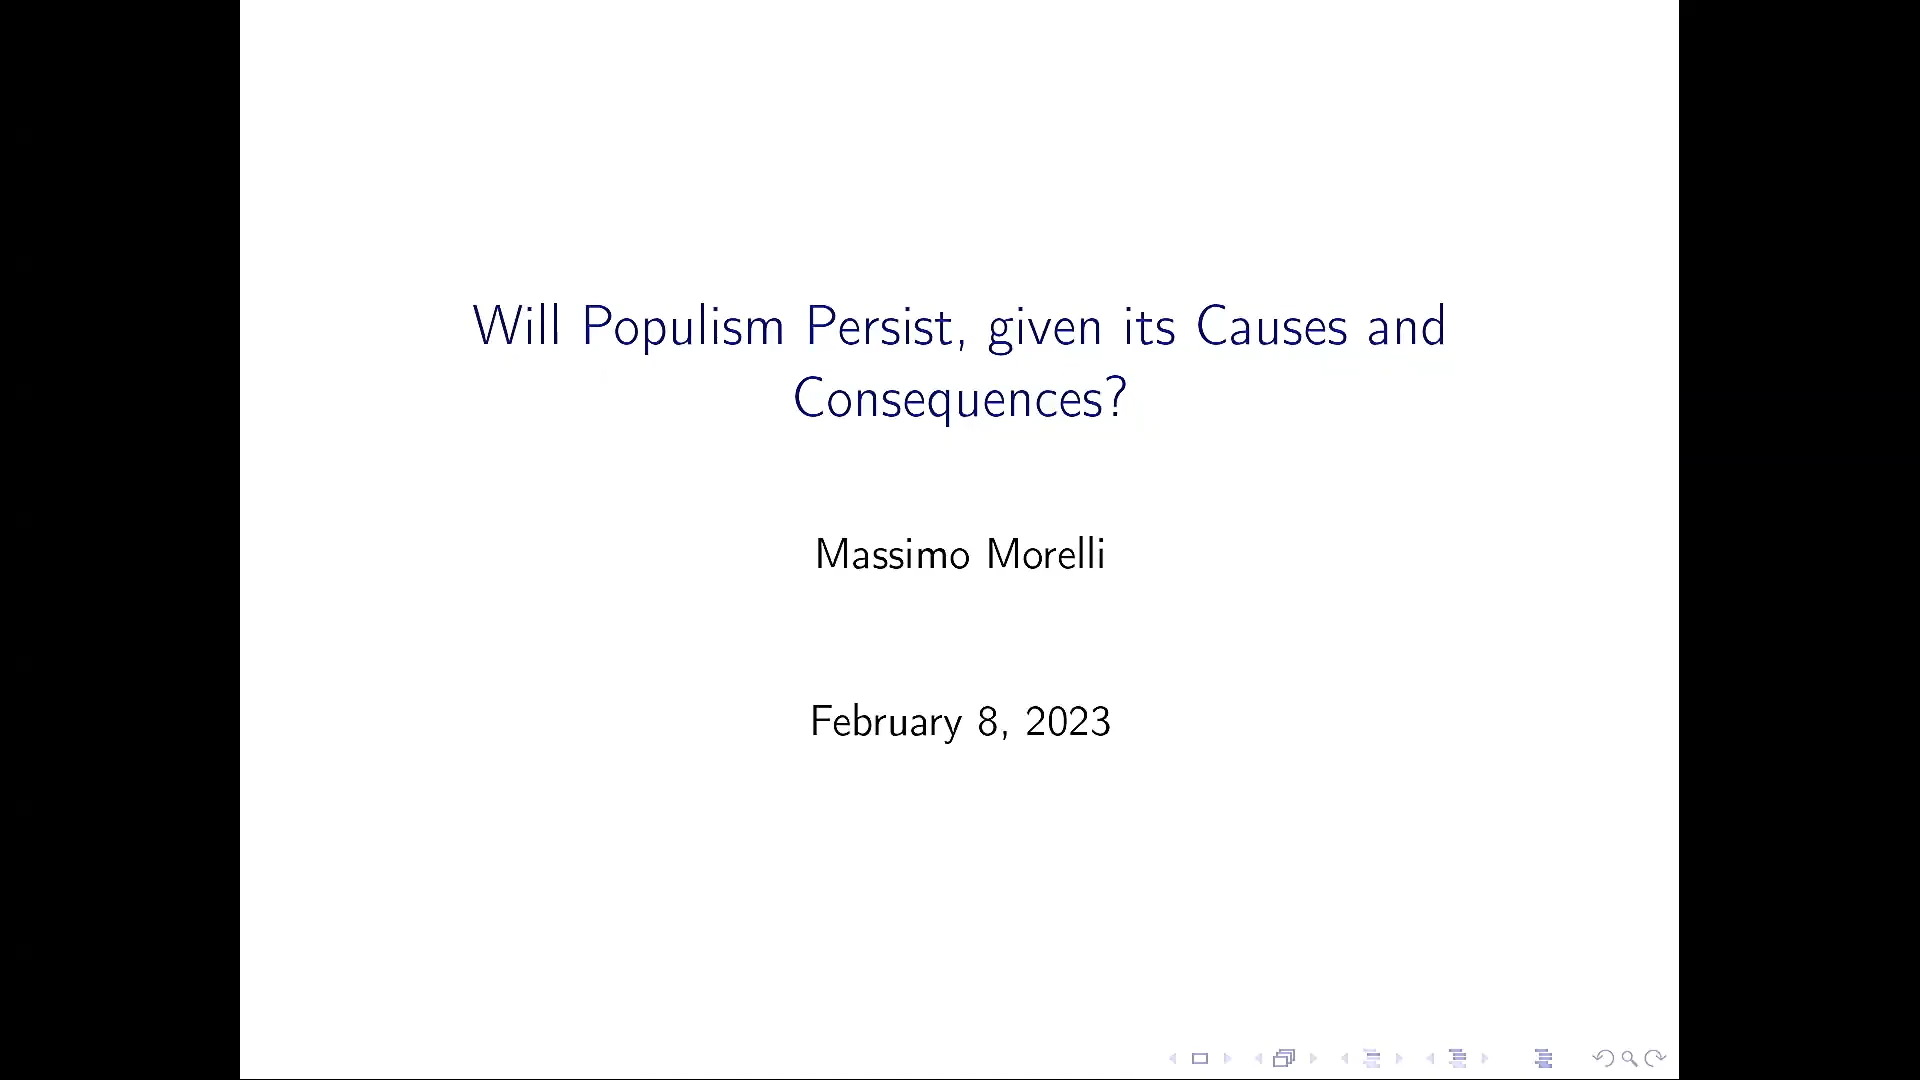 Will Populism Persist, given its Causes and
Consequences?
Massimo Morelli
February 8, 2023